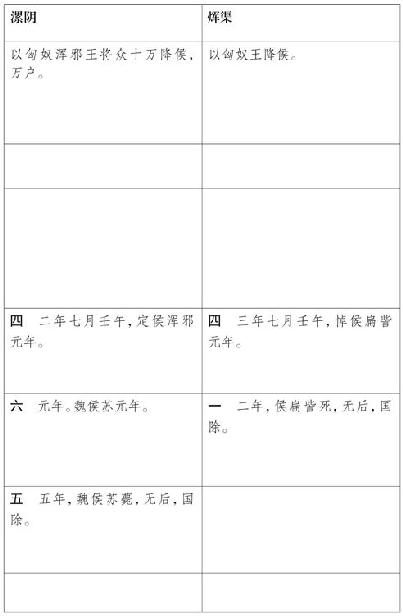 漯阴
𪸩渠
以匈奴浑邪王将众十万降侯，
万户。
以匈奴王降侯。
四 二年七月壬午，定侯浑邪
元年。
四 三年七月壬午，悼侯扁訾
元年。
六 元年。魏侯苏元年。
一 二年，侯扁訾死，无后，国
除。
五 五年，魏侯苏薨，无后，国
除。